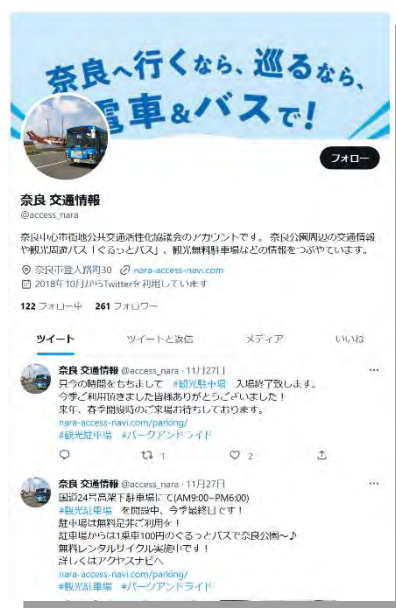 奈良へ行くなら、巡るなら、
電車&バスで!
フォロー
奈良 交通情報
@access_nara
奈良中心市街地公共交通活性化協議会のアカウントです。 奈良公園周辺の交通情報
や観光周遊バス「ぐるっとバス」、観光無料駐車場などの情報をつぶやいています。
奈良市登大路町30 nara-access-navi.com
2018年10月からTwitterを利用しています
122 フォロー中 261 フォロワー
ツイート ツイートと返信 メディア いいね
奈良 交通情報 @access_nara · 11月27日
只今の時間をもちまして #観光駐車場 入場終了致します。
今季ご利用頂きました皆様ありがとうございました!
来年、春季開設時のご来場お待ちしております。
nara-access-navi.com/parking/
#観光駐車場 #パークアンドライド
1 2
奈良 交通情報 @access_nara · 11月27日
国道24号高架下駐車場にて(AM9:00~PM6:00)
#観光駐車場 を開設中、今季最終日です!
駐車場は無料是非ご利用を!
駐車場からは1乗車100円のぐるっとバスで奈良公園へ♪
無料レンタルサイクル実施中です!
詳しくはアクセスナビへ
nara-access-navi.com/parking/
#観光駐車場 #パークアンドライド